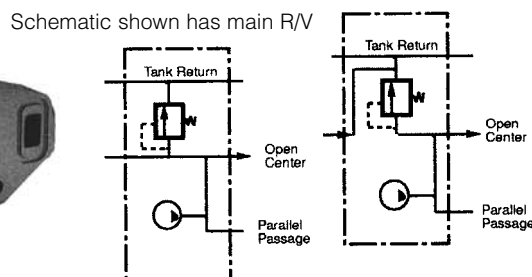 Schematic shown has main R/V
Tank Return
W
Open
Center
Parallel
Passage
Tank Return
W
Open
Center
Parallel
Passage